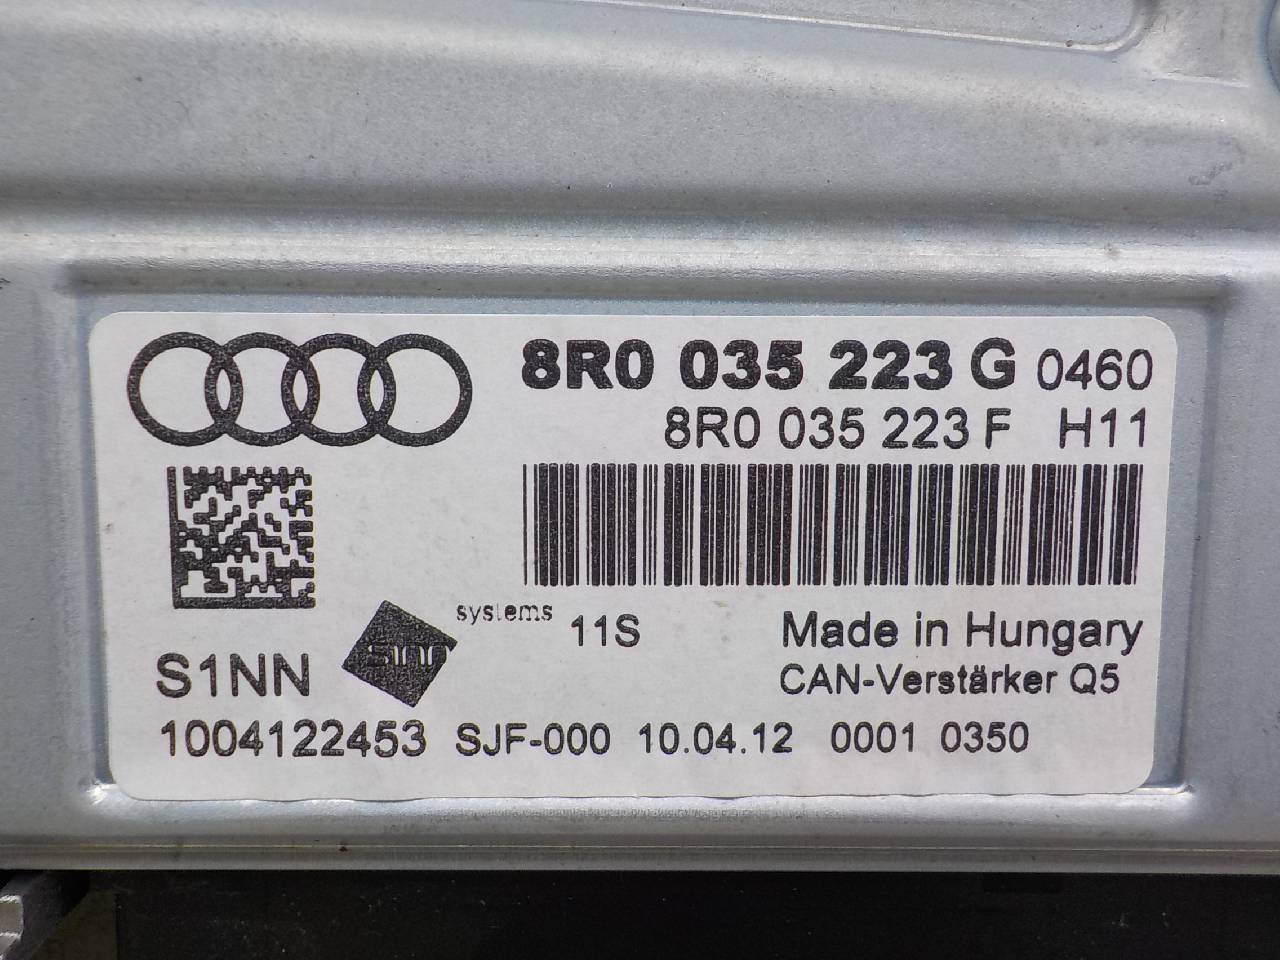 8R0 035 223 G 0460
8R0 035 223 F H11
systems 11S Made in Hungary
sınn
S1NN CAN-Verstärker Q5
1004122453 SJF-000 10.04.12 0001 0350